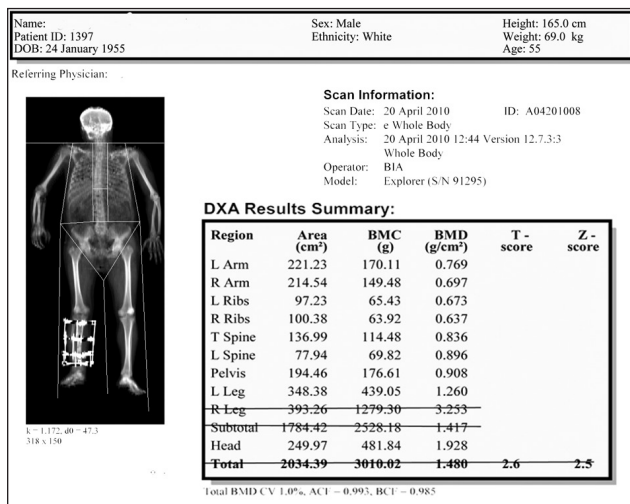 Name: Sex: Male Height: 165.0 cm
Patient ID: 1397 Ethnicity: White Weight: 69.0 kg
DOB: 24 January 1955 Age: 55
Referring Physician:
Scan Information:
Scan Date: 20 April 2010 ID: A04201008
Scan Type: e Whole Body
Analysis: 20 April 2010 12:44 Version 12.7.3:3
Whole Body
Operator: BIA
Model: Explorer (S/N 91295)
DXA Results Summary:
Region Area BMC BMD T - Z -
(cm²) (g) (g/cm²) score score
L Arm 221.23 170.11 0.769
R Arm 214.54 149.48 0.697
L Ribs 97.23 65.43 0.673
R Ribs 100.38 63.92 0.637
T Spine 136.99 114.48 0.836
L Spine 77.94 69.82 0.896
Pelvis 194.46 176.61 0.908
L Leg 348.38 439.05 1.260
R Leg 393.26 1279.30 3.253
Subtotal 1784.42 2528.18 1.417
Head 249.97 481.84 1.928
Total 2034.39 3010.02 1.480 2.6 2.5
k = 1.172, d0 = 47.3
318 x 150
Total BMD CV 1.0%, ACF = 0.993, BCF = 0.985